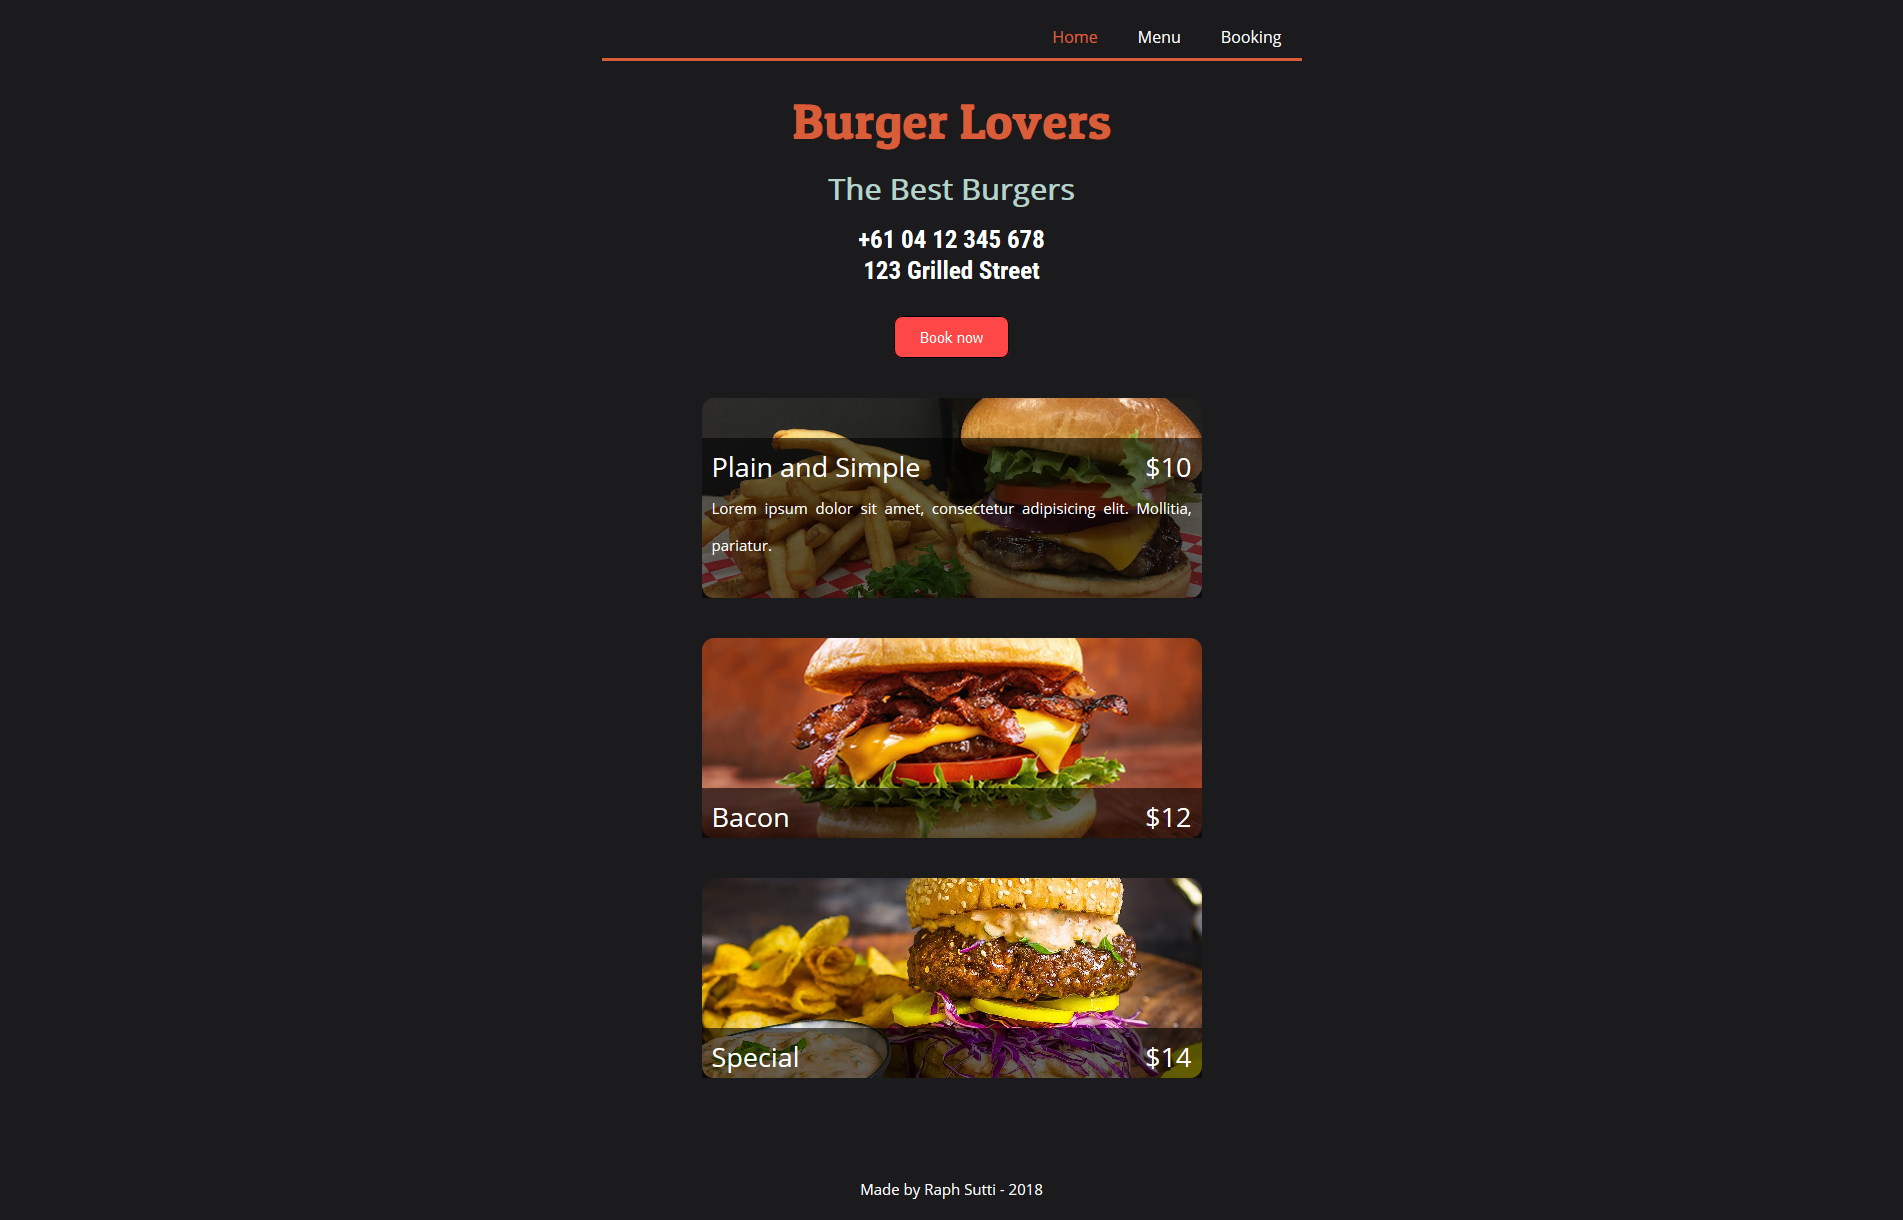 Home Menu Booking
Burger Lovers
The Best Burgers
+61 04 12 345 678
123 Grilled Street
Book now
Plain and Simple $10
Lorem ipsum dolor sit amet, consectetur adipisicing elit. Mollitia,
pariatur.
Bacon $12
Special $14
Made by Raph Sutti - 2018